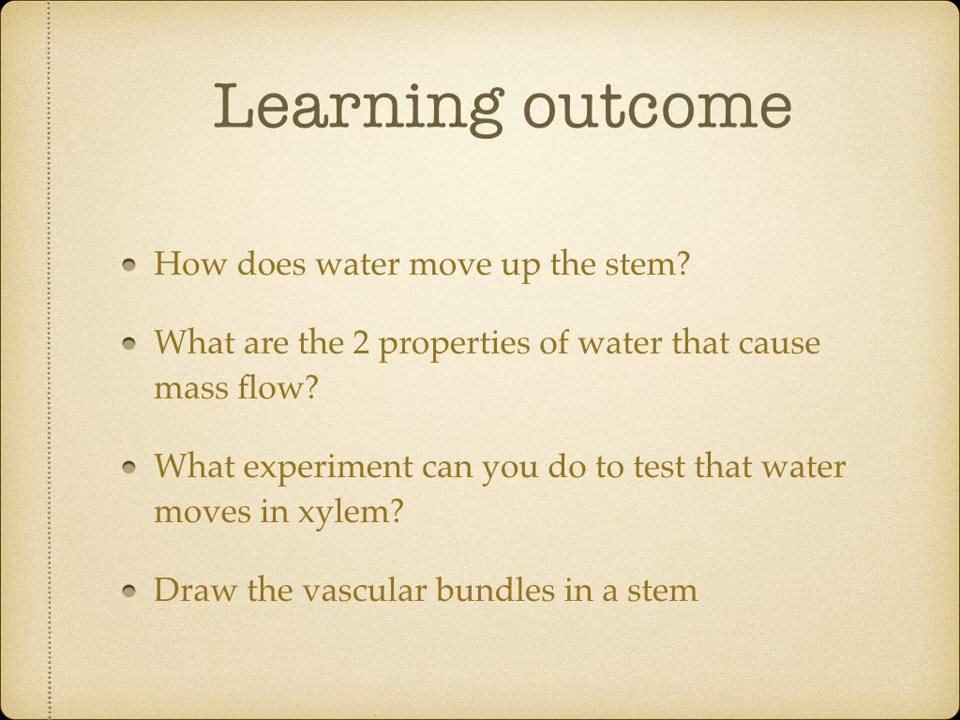 Learning outcome
How does water move up the stem?
What are the 2 properties of water that cause
mass flow?
What experiment can you do to test that water
moves in xylem?
Draw the vascular bundles in a stem